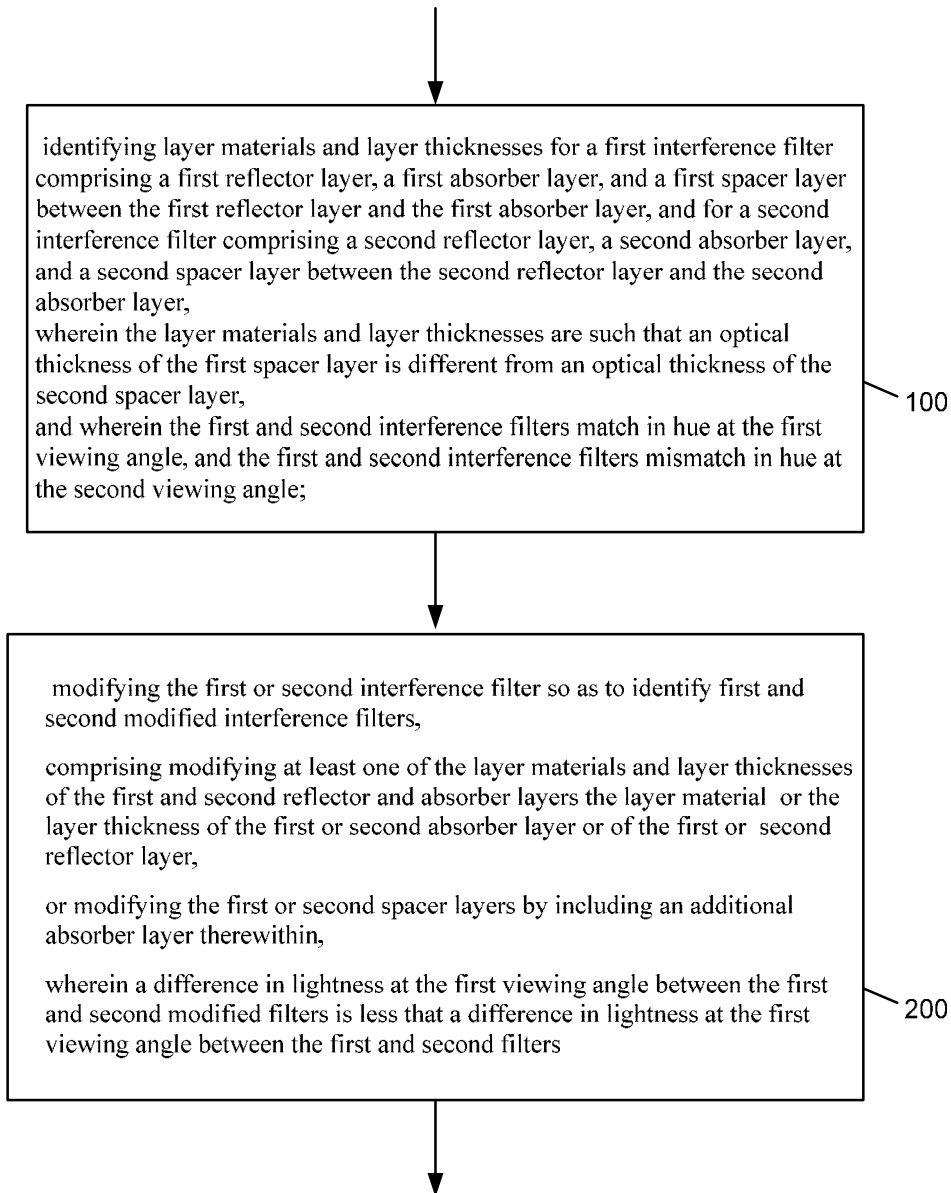 identifying layer materials and layer thicknesses for a first interference filter
comprising a first reflector layer, a first absorber layer, and a first spacer layer
between the first reflector layer and the first absorber layer, and for a second
interference filter comprising a second reflector layer, a second absorber layer,
and a second spacer layer between the second reflector layer and the second
absorber layer,
wherein the layer materials and layer thicknesses are such that an optical
thickness of the first spacer layer is different from an optical thickness of the
second spacer layer,
and wherein the first and second interference filters match in hue at the first
viewing angle, and the first and second interference filters mismatch in hue at
the second viewing angle;
100
modifying the first or second interference filter so as to identify first and
second modified interference filters,
comprising modifying at least one of the layer materials and layer thicknesses
of the first and second reflector and absorber layers the layer material or the
layer thickness of the first or second absorber layer or of the first or second
reflector layer,
or modifying the first or second spacer layers by including an additional
absorber layer therewithin,
wherein a difference in lightness at the first viewing angle between the first
and second modified filters is less that a difference in lightness at the first
viewing angle between the first and second filters
200